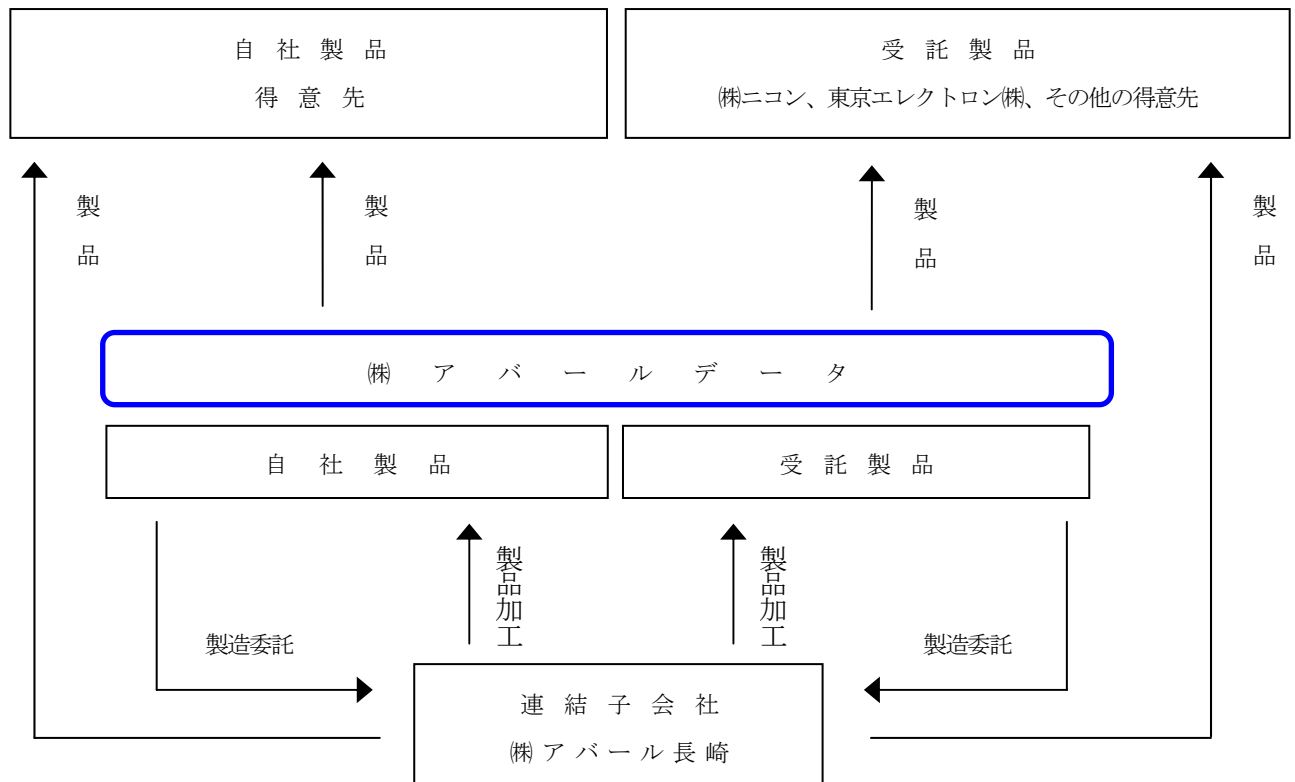 自社製品
得意先
受託製品
㈱ニコン、東京エレクトロン㈱、その他の得意先
製品
製品
製品
製品
㈱アバールデータ
自社製品
受託製品
製造委託
製品加工
製品加工
製造委託
連結子会社
㈱アバール長崎